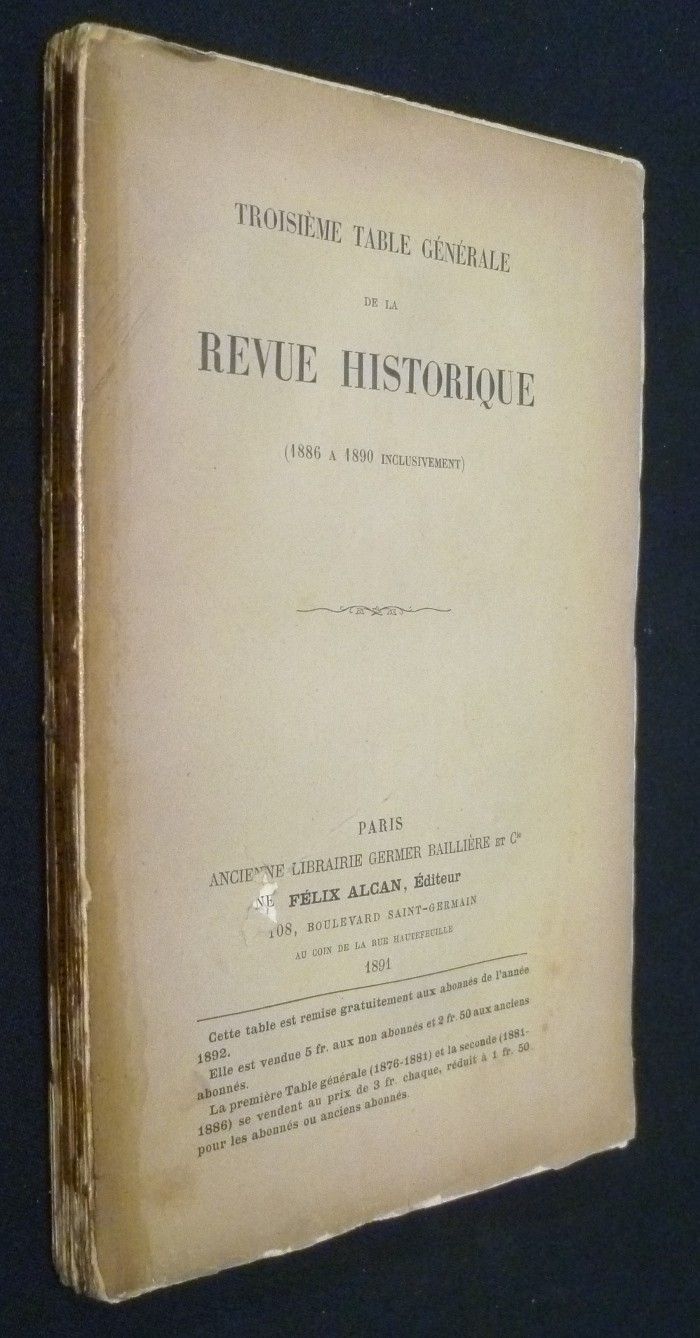 TROISIÈME TABLE GÉNÉRALE
DE LA
REVUE HISTORIQUE
(1886 A 1890 INCLUSIVEMENT)
PARIS
ANCIENNE LIBRAIRIE GERMER BAILLIÈRE ET Cie
NE FÉLIX ALCAN, Éditeur
108, BOULEVARD SAINT-GERMAIN
AU COIN DE LA RUE HAUTEFEUILLE
1891
Cette table est remise gratuitement aux abonnés de l'année
1892.
Elle est vendue 5 fr. aux non abonnés et 2 fr. 50 aux anciens
abonnés.
La première Table générale (1876-1881) et la seconde (1881-
1886) se vendent au prix de 3 fr. chaque, réduit à 1 fr. 50
pour les abonnés ou anciens abonnés.